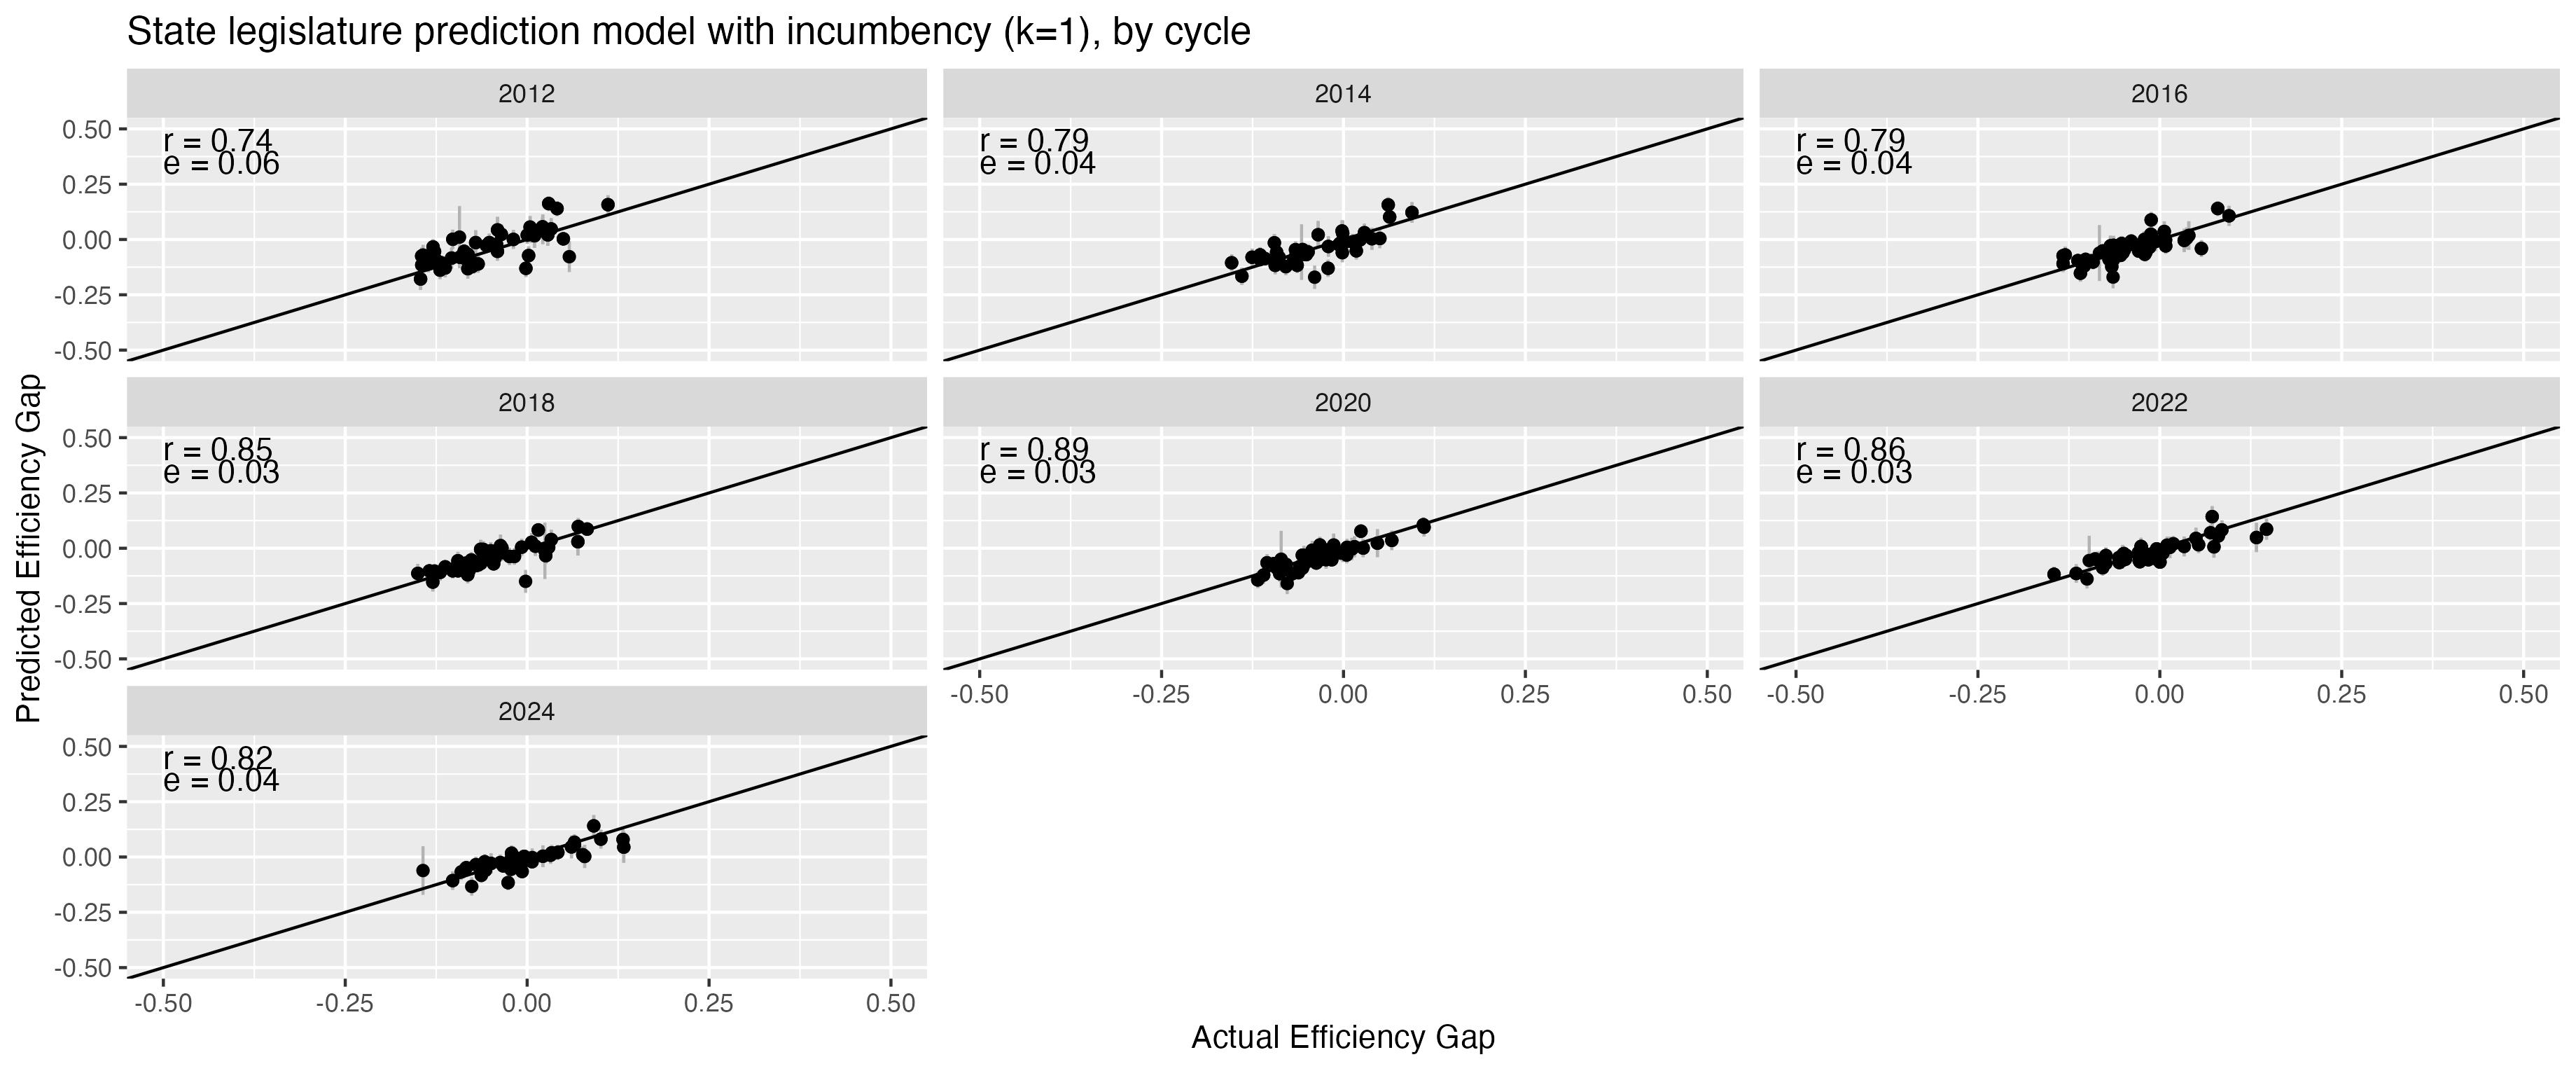 State legislature prediction model with incumbency (k=1), by cycle
2012
2014
2016
0.50
0.25
0.00
-0.25
-0.50
r = 0.74
e = 0.06
r = 0.79
e = 0.04
r = 0.79
e = 0.04
2018
2020
2022
0.50
0.25
0.00
-0.25
-0.50
r = 0.85
e = 0.03
r = 0.89
e = 0.03
r = 0.86
e = 0.03
-0.50 -0.25 0.00 0.25 0.50
-0.50 -0.25 0.00 0.25 0.50
2024
0.50
0.25
0.00
-0.25
-0.50
r = 0.82
e = 0.04
-0.50 -0.25 0.00 0.25 0.50
Predicted Efficiency Gap
Actual Efficiency Gap